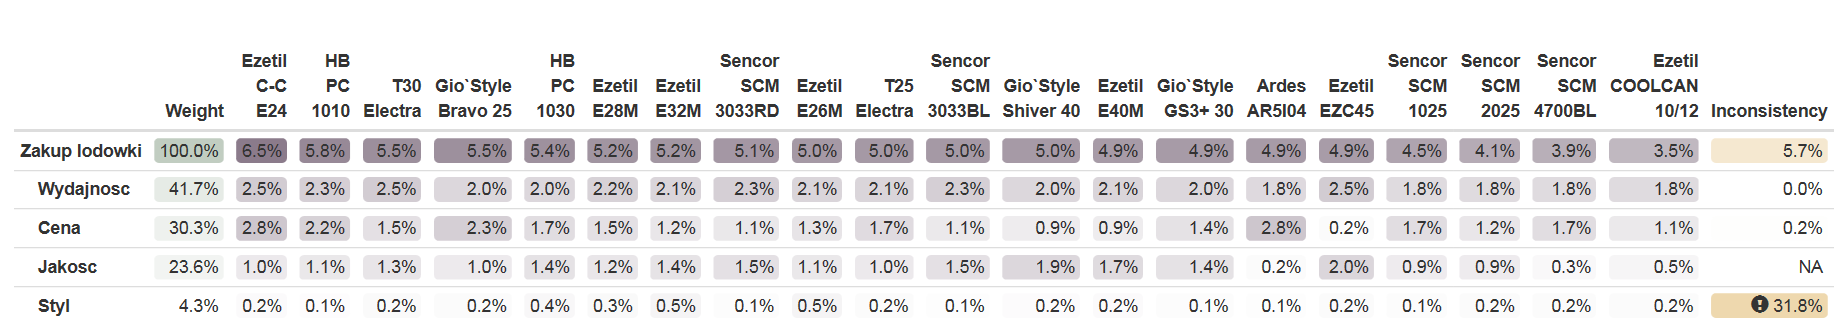 Weight Ezetil C-C E24 HB PC 1010 T30 Electra Gio`Style Bravo 25 HB PC 1030 Ezetil E28M Ezetil E32M Sencor SCM 3033RD Ezetil E26M T25 Electra Sencor SCM 3033BL Gio`Style Shiver 40 Ezetil E40M Gio`Style GS3+ 30 Ardes AR5I04 Ezetil EZC45 Sencor SCM 1025 Sencor SCM 2025 Sencor SCM 4700BL Ezetil COOLCAN 10/12 Inconsistency
Zakup lodowki 100.0% 6.5% 5.8% 5.5% 5.5% 5.4% 5.2% 5.2% 5.1% 5.0% 5.0% 5.0% 5.0% 4.9% 4.9% 4.9% 4.9% 4.5% 4.1% 3.9% 3.5% 5.7%
Wydajnosc 41.7% 2.5% 2.3% 2.5% 2.0% 2.0% 2.2% 2.1% 2.3% 2.1% 2.1% 2.3% 2.0% 2.1% 2.0% 1.8% 2.5% 1.8% 1.8% 1.8% 1.8% 0.0%
Cena 30.3% 2.8% 2.2% 1.5% 2.3% 1.7% 1.5% 1.2% 1.1% 1.3% 1.7% 1.1% 0.9% 0.9% 1.4% 2.8% 0.2% 1.7% 1.2% 1.7% 1.1% 0.2%
Jakosc 23.6% 1.0% 1.1% 1.3% 1.0% 1.4% 1.2% 1.4% 1.5% 1.1% 1.0% 1.5% 1.9% 1.7% 1.4% 0.2% 2.0% 0.9% 0.9% 0.3% 0.5% NA
Styl 4.3% 0.2% 0.1% 0.2% 0.2% 0.4% 0.3% 0.5% 0.1% 0.5% 0.2% 0.1% 0.2% 0.2% 0.1% 0.1% 0.2% 0.1% 0.2% 0.2% 0.2% 31.8%